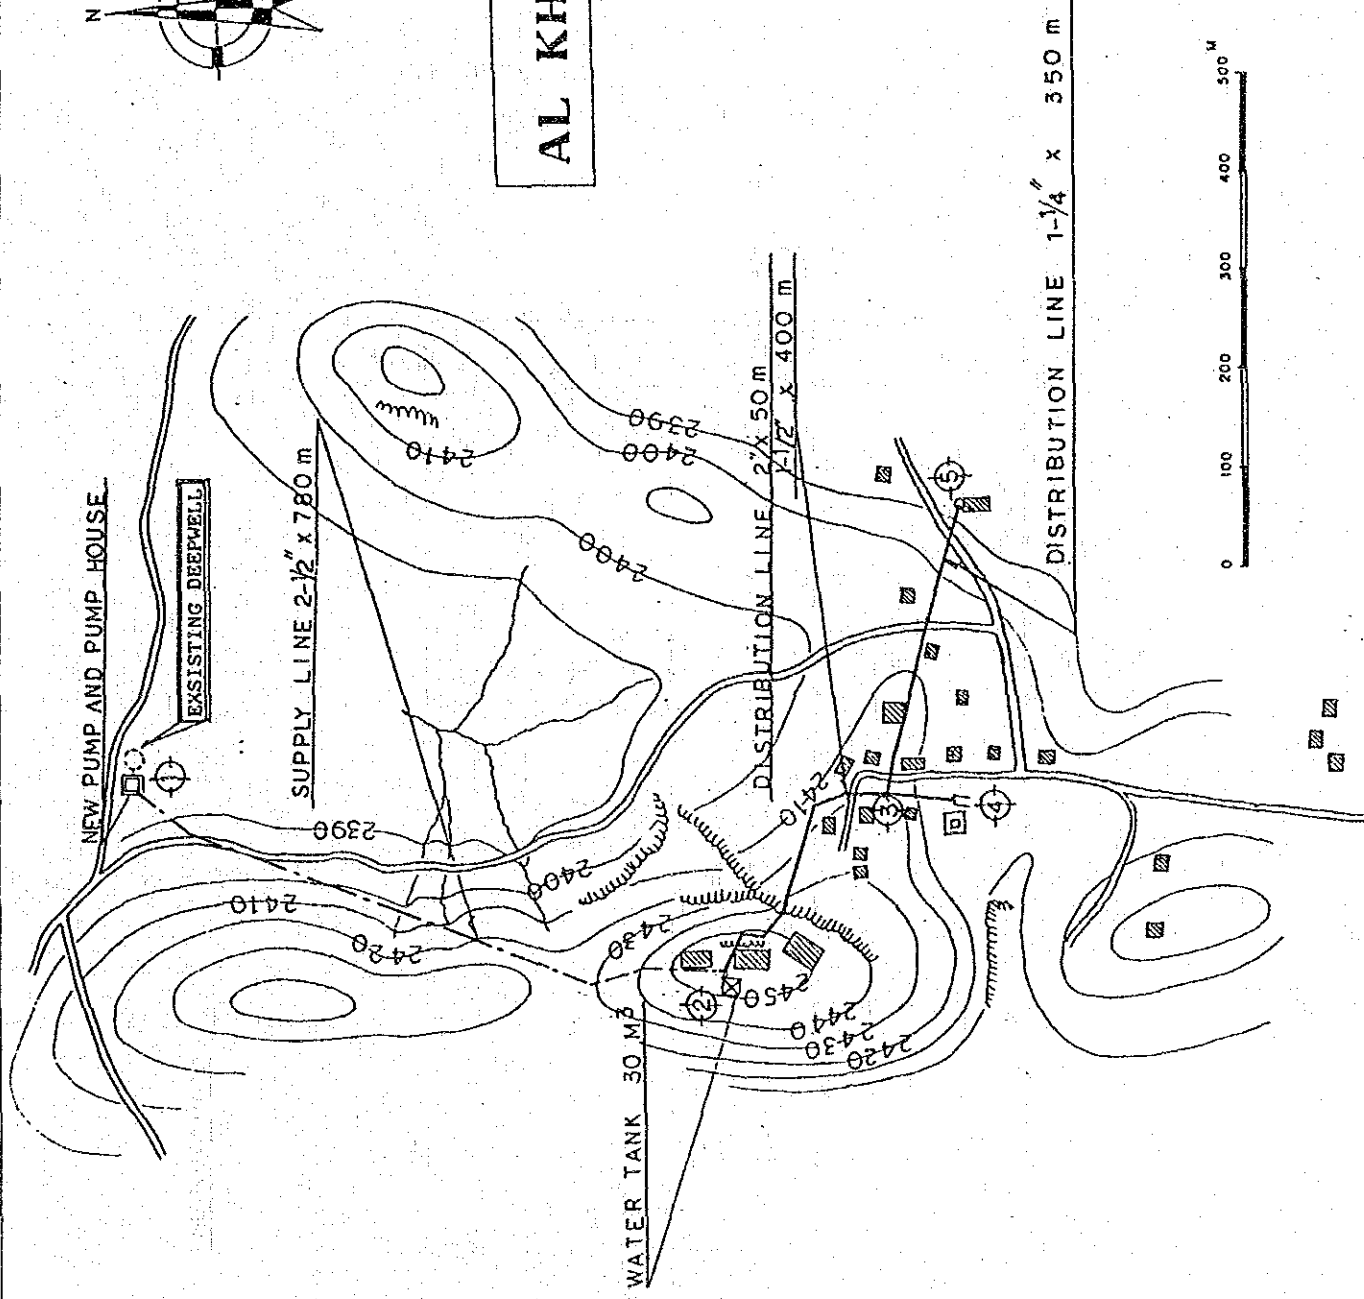 N
AL KH
NEW PUMP AND PUMP HOUSE
EXSISTING DEEPWELL
SUPPLY LINE 2-½" x 780 m
DISTRIBUTION LINE 2" x 50 m
1-1/2" x 400 m
DISTRIBUTION LINE 1-¼" x 350 m
WATER TANK 30 M³
0 100 200 300 400 500 M
1
2
3
4
5
2390
2400
2410
2420
2430
2450
2440
2430
2420
2410
2400
2410
2400
2390